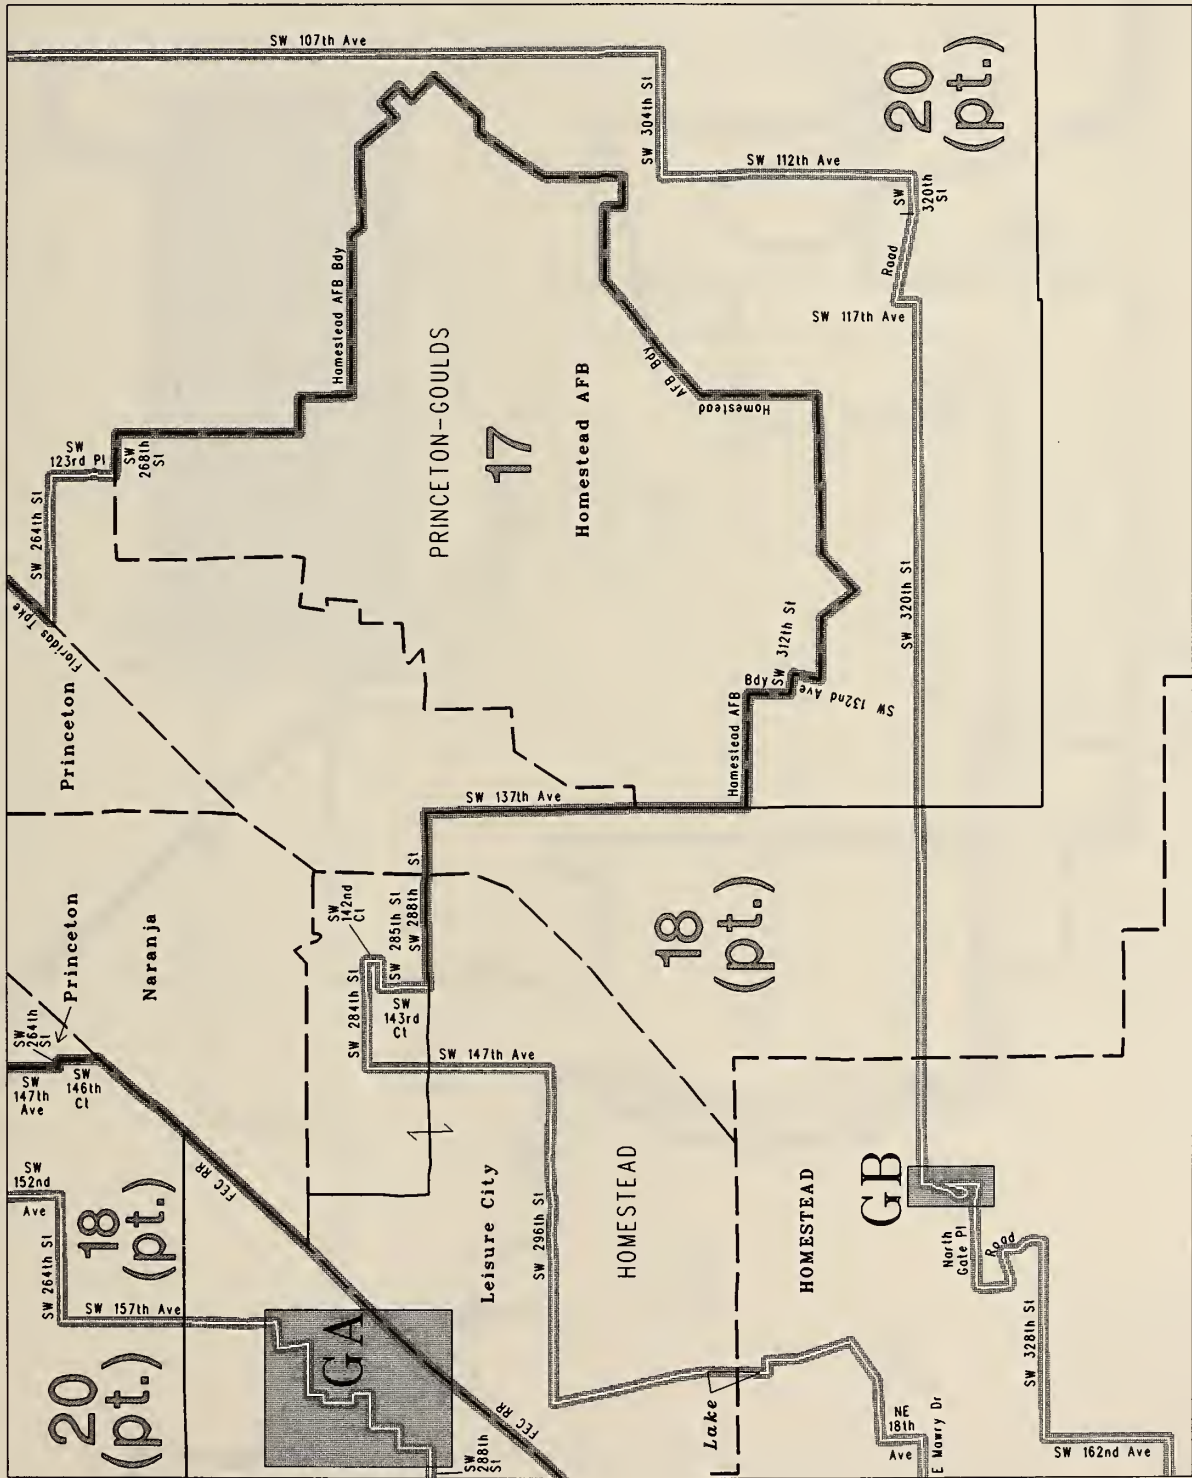 SW 107th Ave
20
(pt.)
SW 304th St
SW 112th Ave
SW
320th
St
Road
SW 117th Ave
Homestead AFB Bdy
AFB Bdy
Homestead
PRINCETON-GOULDS
17
Homestead AFB
SW
123rd Pl
SW
268th
St
SW 264th St
Floridas Tpke
Princeton
SW 320th St
SW 312th St
Bdy
SW 132nd Ave
Homestead AFB
SW 137th Ave
Princeton
Naranja
SW
142nd
Ct
SW 285th St
SW 288th
St
SW 284th St
SW
143rd
Ct
18
(pt.)
SW
264th
St
SW
147th
Ave
SW
146th
Ct
SW 147th Ave
SW
152nd
Ave
18
(pt.)
FEC RR
SW 264th St
SW 157th Ave
Leisure City
SW 296th St
HOMESTEAD
HOMESTEAD
GB
North
Gate Pl
Road
20
(pt.)
GA
FEC RR
SW
288th
St
Lake
NE
18th
Ave
E Mowry Dr
SW 328th St
SW 162nd Ave